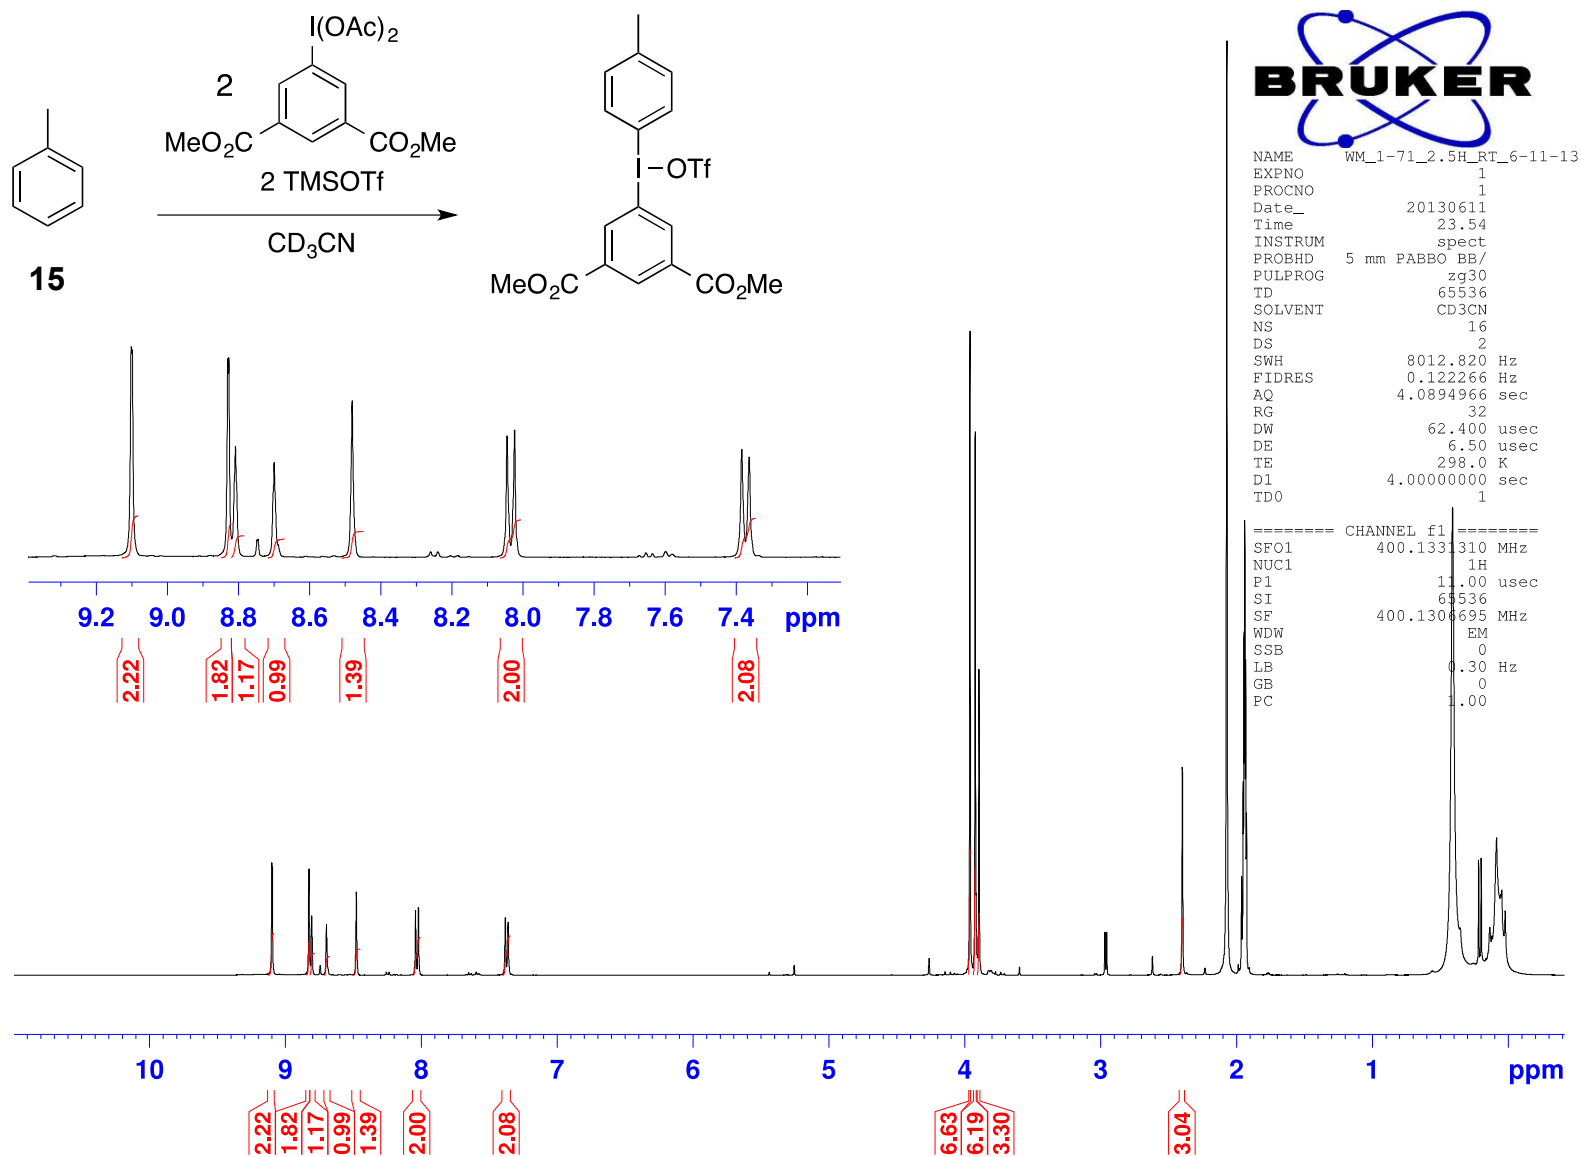 I(OAc)2
2
MeO2C
CO2Me
2 TMSOTf
CD3CN
15
I–OTf
MeO2C
CO2Me
BRUKER
NAME WM_1-71_2.5H_RT_6-11-13
EXPNO 1
PROCNO 1
Date_ 20130611
Time 23.54
INSTRUM spect
PROBHD 5 mm PABBO BB/
PULPROG zg30
TD 65536
SOLVENT CD3CN
NS 16
DS 2
SWH 8012.820 Hz
FIDRES 0.122266 Hz
AQ 4.0894966 sec
RG 32
DW 62.400 usec
DE 6.50 usec
TE 298.0 K
D1 4.00000000 sec
TD0 1
======== CHANNEL f1 ========
SFO1 400.1331310 MHz
NUC1 1H
P1 11.00 usec
SI 65536
SF 400.1306695 MHz
WDW EM
SSB 0
LB 0.30 Hz
GB 0
PC 1.00
9.2 9.0 8.8 8.6 8.4 8.2 8.0 7.8 7.6 7.4 ppm
2.22 1.82 1.17 0.99 1.39 2.00 2.08
10 9 8 7 6 5 4 3 2 1 ppm
2.22 1.82 1.17 0.99 1.39 2.00 2.08 6.63 6.19 3.30 3.04